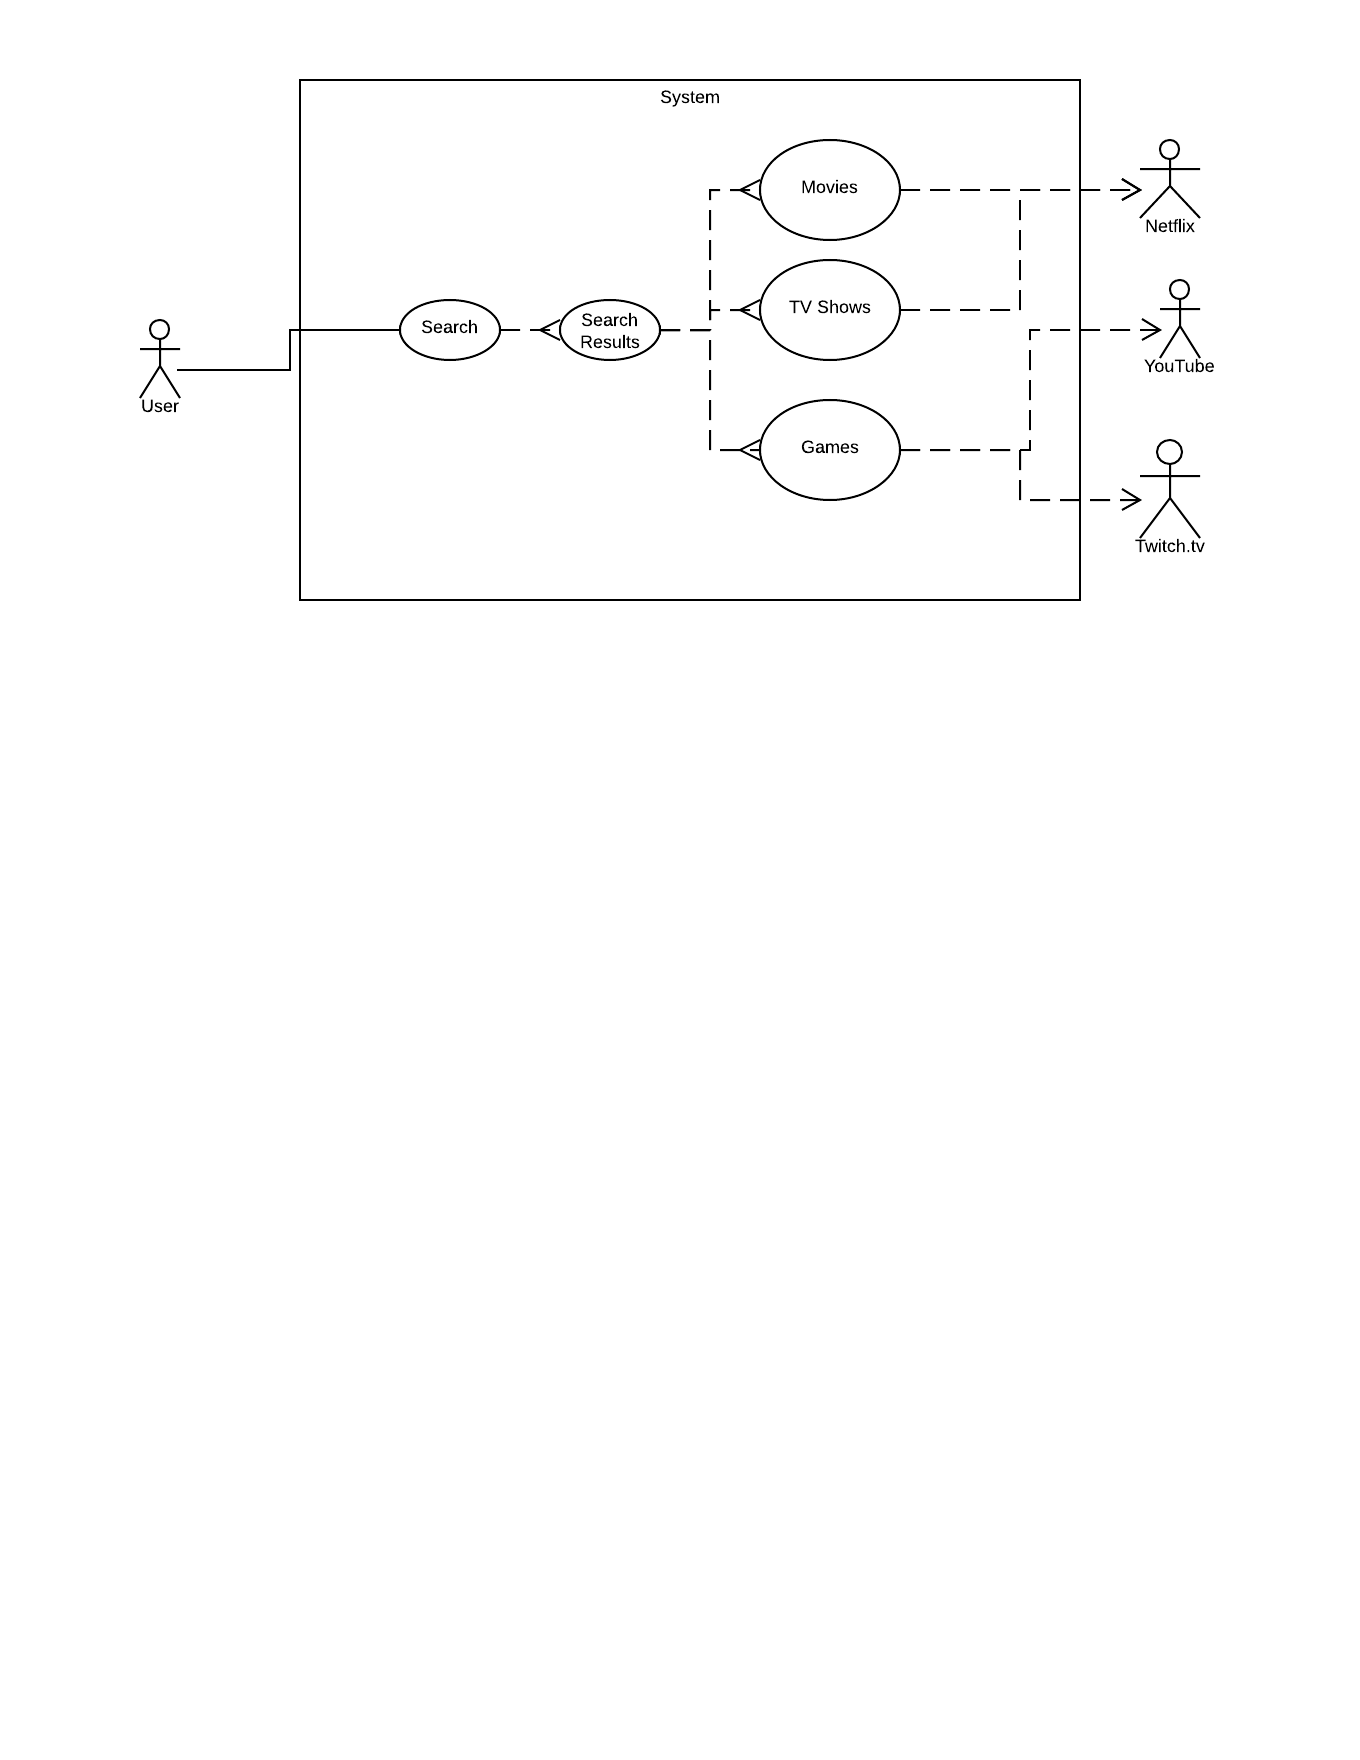 System
Movies
Netflix
TV Shows
Search
Search
Results
YouTube
User
Games
Twitch.tv